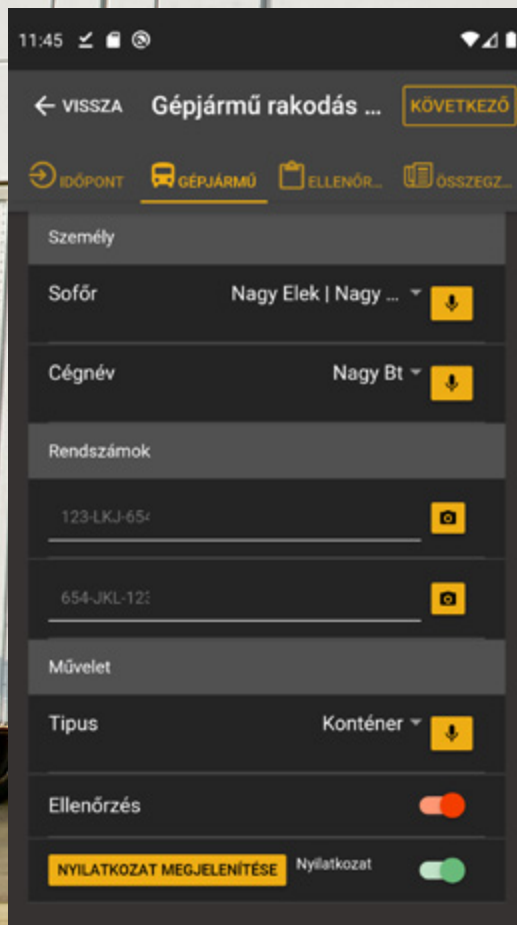 11:45
VISSZA Gépjármű rakodás ... KÖVETKEZŐ
IDŐPONT GÉPJÁRMŰ ELLENŐR... ÖSSZEGZ...
Személy
Sofőr Nagy Elek | Nagy ...
Cégnév Nagy Bt
Rendszámok
123-LKJ-654
654-JKL-123
Művelet
Tipus Konténer
Ellenőrzés
NYILATKOZAT MEGJELENÍTÉSE Nyilatkozat